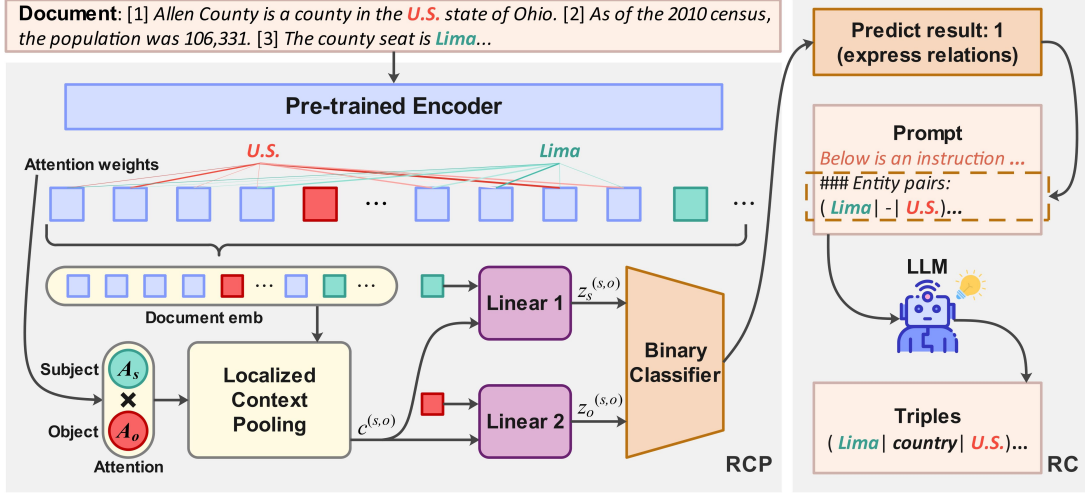 Document: [1] Allen County is a county in the U.S. state of Ohio. [2] As of the 2010 census,
the population was 106,331. [3] The county seat is Lima...
Pre-trained Encoder
Attention weights
U.S.
Lima
...
...
... ...
Document emb
Subject
A_s
×
Object
A_o
Attention
Localized
Context
Pooling
c^(s,o)
Linear 1
z_s^(s,o)
Linear 2
z_o^(s,o)
Binary
Classifier
RCP
Predict result: 1
(express relations)
Prompt
Below is an instruction ...
### Entity pairs:
( Lima| -| U.S.)...
LLM
Triples
( Lima| country| U.S.)...
RC